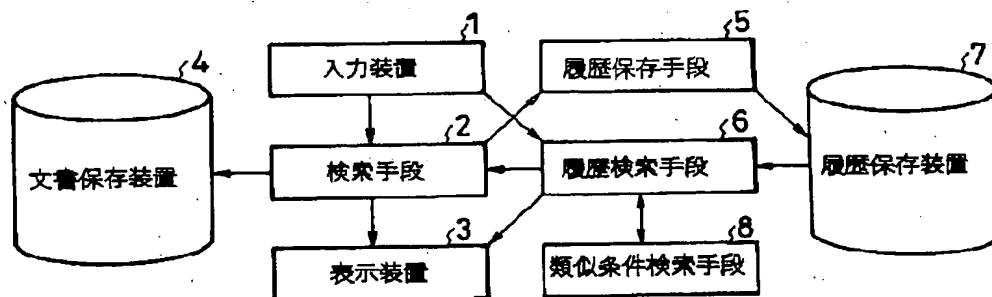 1
入力装置
2
検索手段
3
表示装置
4
文書保存装置
5
履歴保存手段
6
履歴検索手段
7
履歴保存装置
8
類似条件検索手段